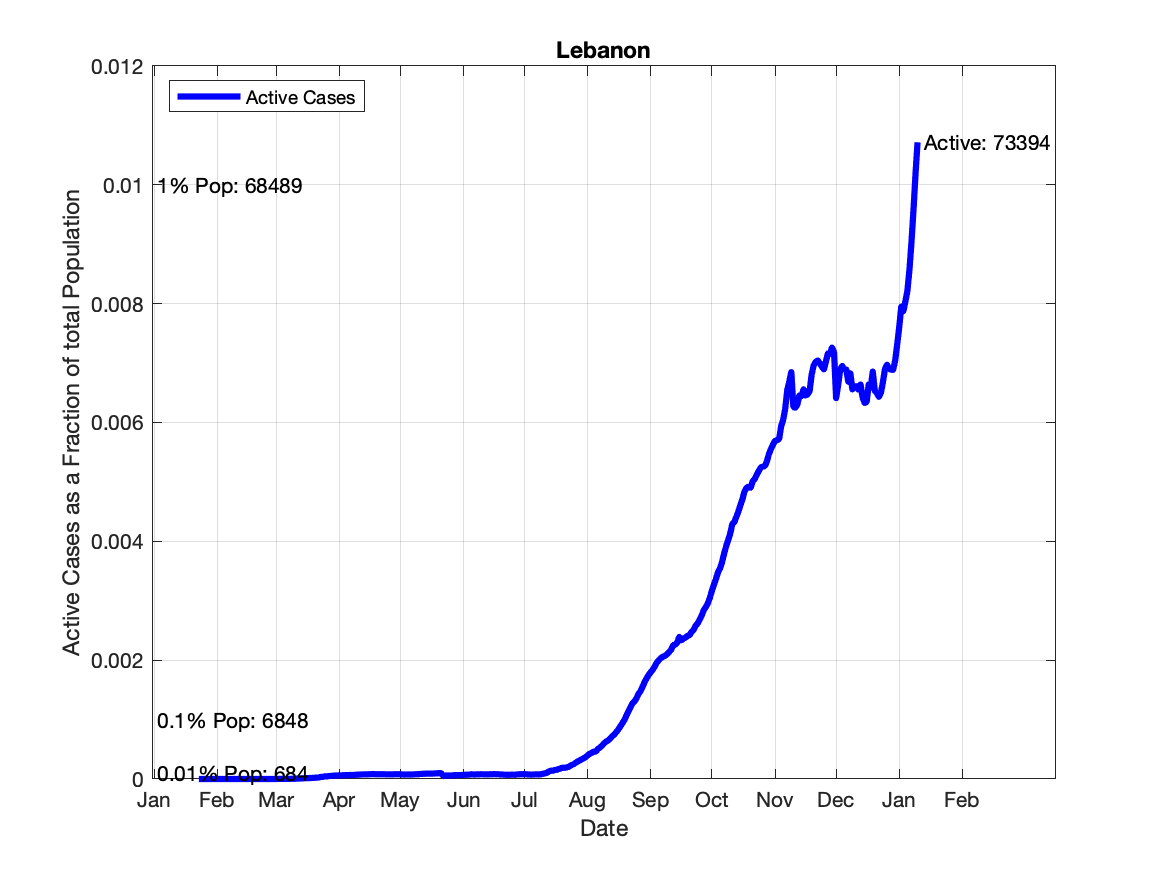 Lebanon
0.012
Active Cases
Active: 73394
0.01
1% Pop: 68489
0.008
0.006
0.004
0.002
0.1% Pop: 6848
0.01% Pop: 684
0
Jan Feb Mar Apr May Jun Jul Aug Sep Oct Nov Dec Jan Feb
Date
Active Cases as a Fraction of total Population